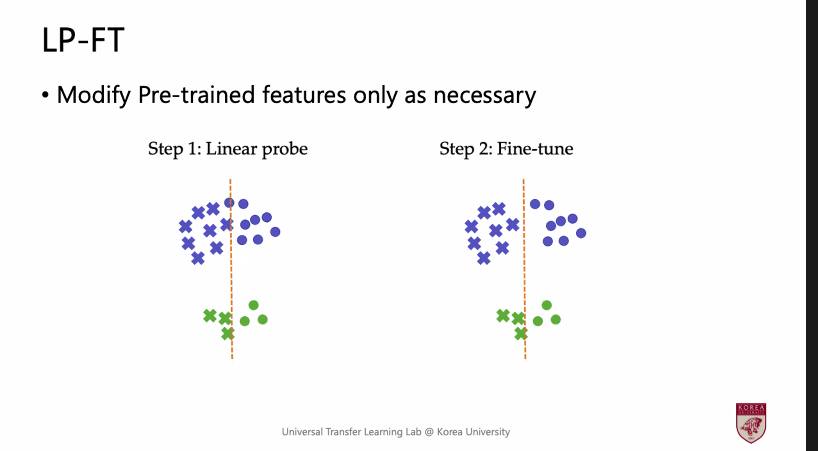 LP-FT
• Modify Pre-trained features only as necessary
Step 1: Linear probe
Step 2: Fine-tune
KOREA
Universal Transfer Learning Lab @ Korea University